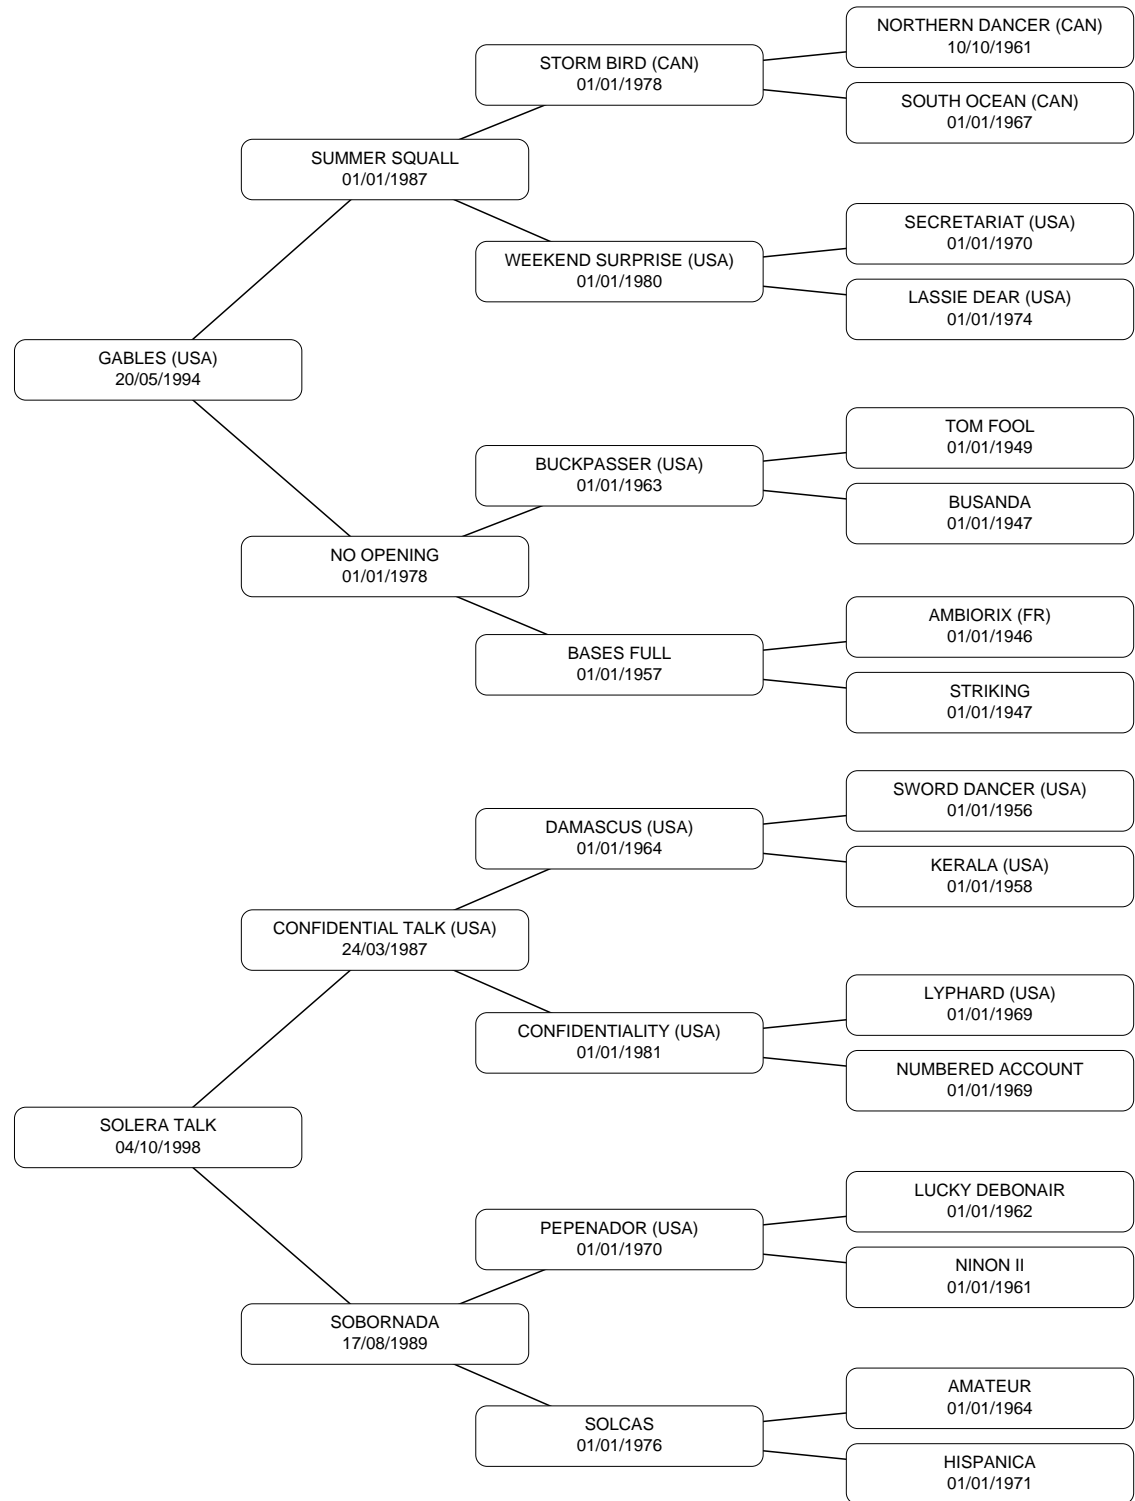 NORTHERN DANCER (CAN)
10/10/1961
STORM BIRD (CAN)
01/01/1978
SOUTH OCEAN (CAN)
01/01/1967
SUMMER SQUALL
01/01/1987
SECRETARIAT (USA)
01/01/1970
WEEKEND SURPRISE (USA)
01/01/1980
LASSIE DEAR (USA)
01/01/1974
GABLES (USA)
20/05/1994
TOM FOOL
01/01/1949
BUCKPASSER (USA)
01/01/1963
BUSANDA
01/01/1947
NO OPENING
01/01/1978
AMBIORIX (FR)
01/01/1946
BASES FULL
01/01/1957
STRIKING
01/01/1947
SWORD DANCER (USA)
01/01/1956
DAMASCUS (USA)
01/01/1964
KERALA (USA)
01/01/1958
CONFIDENTIAL TALK (USA)
24/03/1987
LYPHARD (USA)
01/01/1969
CONFIDENTIALITY (USA)
01/01/1981
NUMBERED ACCOUNT
01/01/1969
SOLERA TALK
04/10/1998
LUCKY DEBONAIR
01/01/1962
PEPENADOR (USA)
01/01/1970
NINON II
01/01/1961
SOBORNADA
17/08/1989
AMATEUR
01/01/1964
SOLCAS
01/01/1976
HISPANICA
01/01/1971